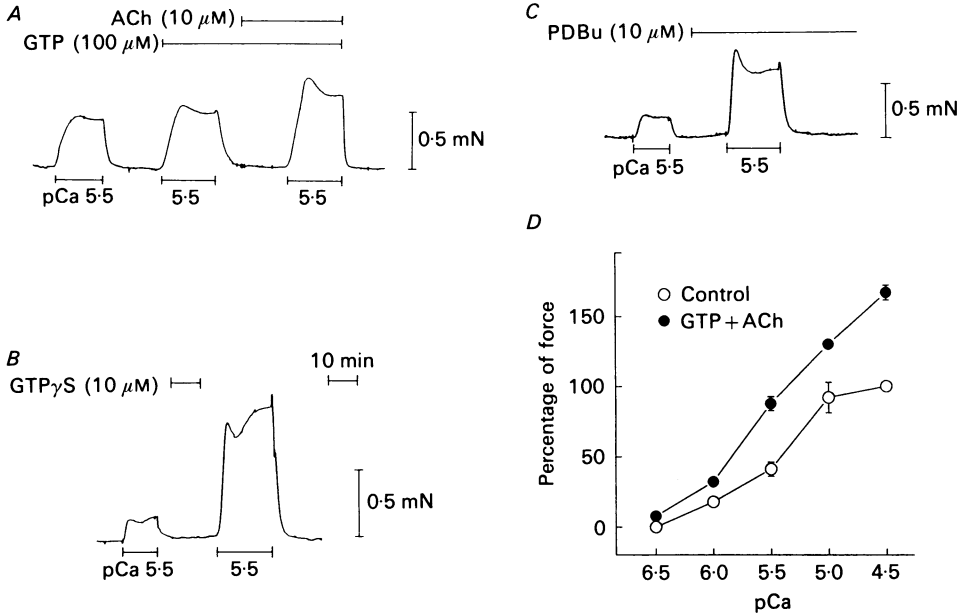 A
ACh (10 μM)
GTP (100 μM)
0·5 mN
pCa 5·5
5·5
5·5
B
10 min
GTPγS (10 μM)
0·5 mN
pCa 5·5
5·5
C
PDBu (10 μM)
0·5 mN
pCa 5·5
5·5
D
Percentage of force
Control
GTP + ACh
150
100
50
0
6·5 6·0 5·5 5·0 4·5
pCa